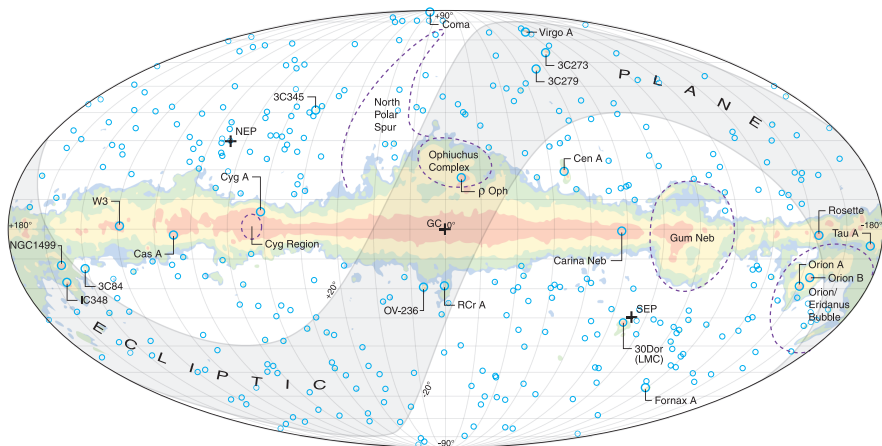 +90°
Coma
Virgo A
3C273
3C279
P L A N E
3C345
North
Polar
Spur
NEP
Ophiuchus
Complex
Cen A
Cyg A
ρ Oph
W3
+180°
GC
0°
Rosette
-180°
Tau A
NGC1499
Cas A
Cyg Region
Carina Neb
Gum Neb
3C84
IC348
Orion A
Orion B
Orion/
Eridanus
Bubble
+20°
OV-236
RCr A
SEP
30Dor
(LMC)
E C L I P T I C
-20°
Fornax A
-90°